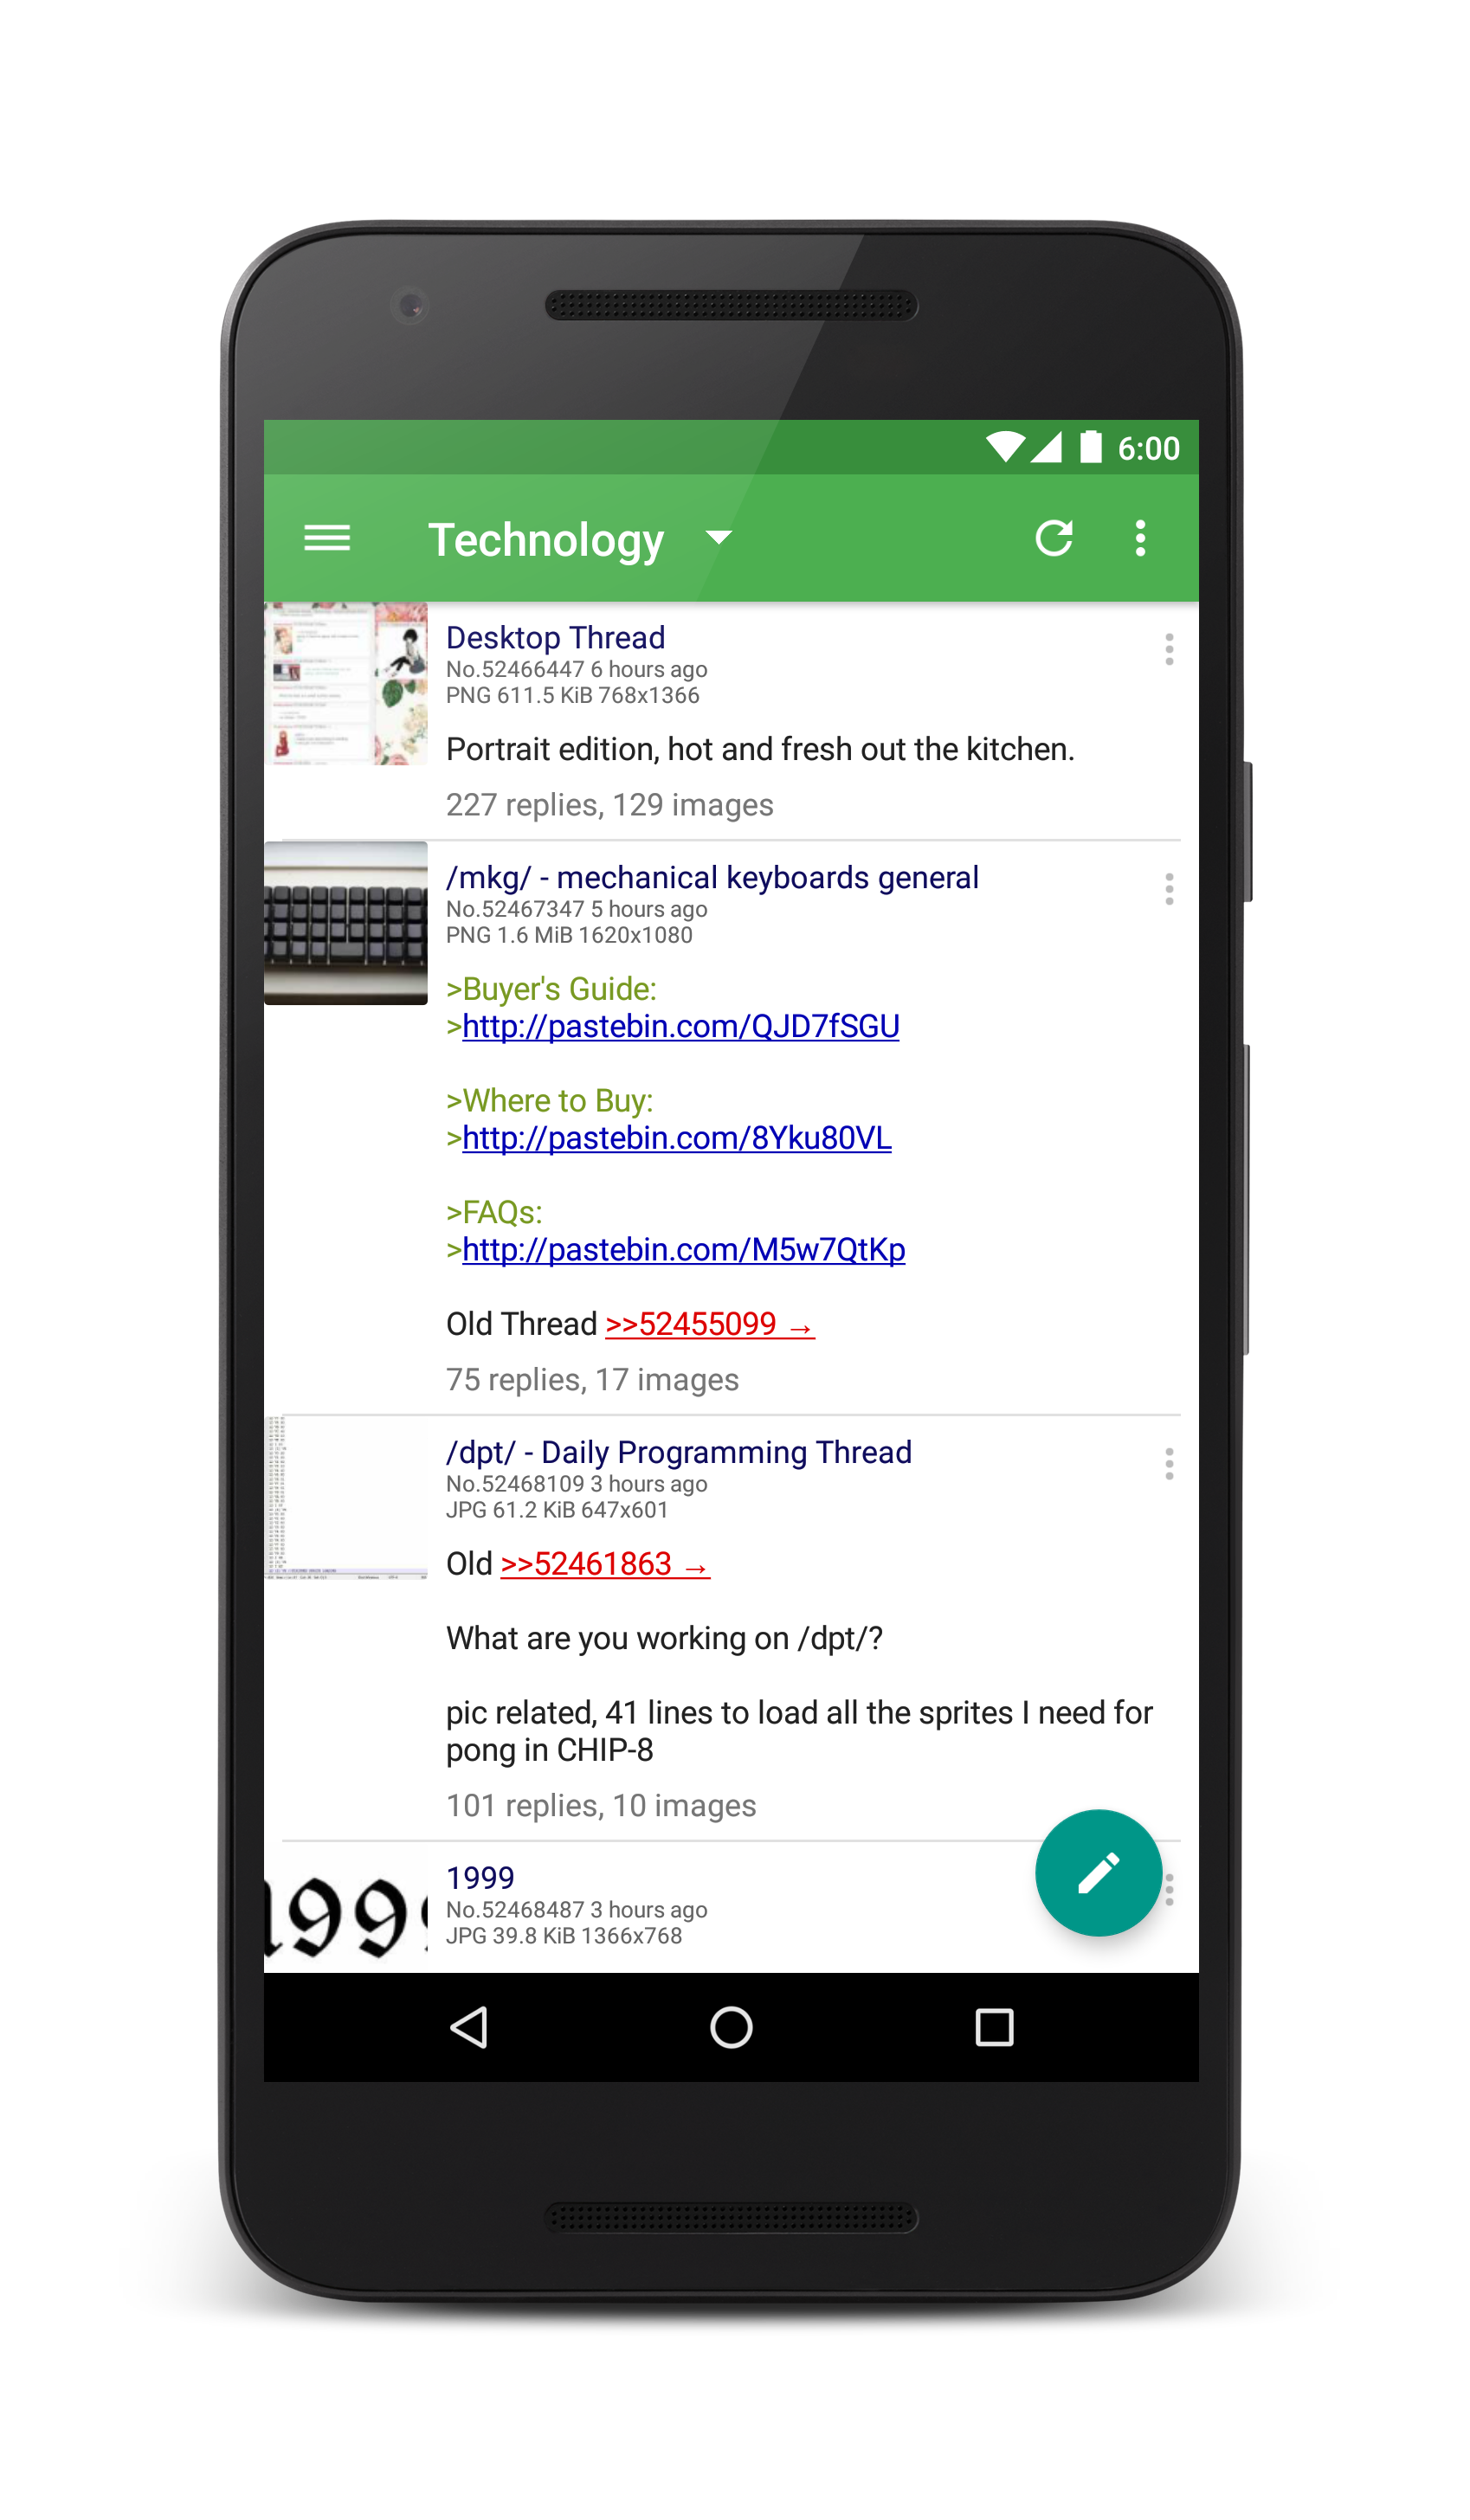 6:00
Technology
Desktop Thread
No.52466447 6 hours ago
PNG 611.5 KiB 768x1366
Portrait edition, hot and fresh out the kitchen.
227 replies, 129 images
/mkg/ - mechanical keyboards general
No.52467347 5 hours ago
PNG 1.6 MiB 1620x1080
>Buyer's Guide:
>http://pastebin.com/QJD7fSGU
>Where to Buy:
>http://pastebin.com/8Yku80VL
>FAQs:
>http://pastebin.com/M5w7QtKp
Old Thread >>52455099 →
75 replies, 17 images
/dpt/ - Daily Programming Thread
No.52468109 3 hours ago
JPG 61.2 KiB 647x601
Old >>52461863 →
What are you working on /dpt/?
pic related, 41 lines to load all the sprites I need for
pong in CHIP-8
101 replies, 10 images
1999
1999
No.52468487 3 hours ago
JPG 39.8 KiB 1366x768